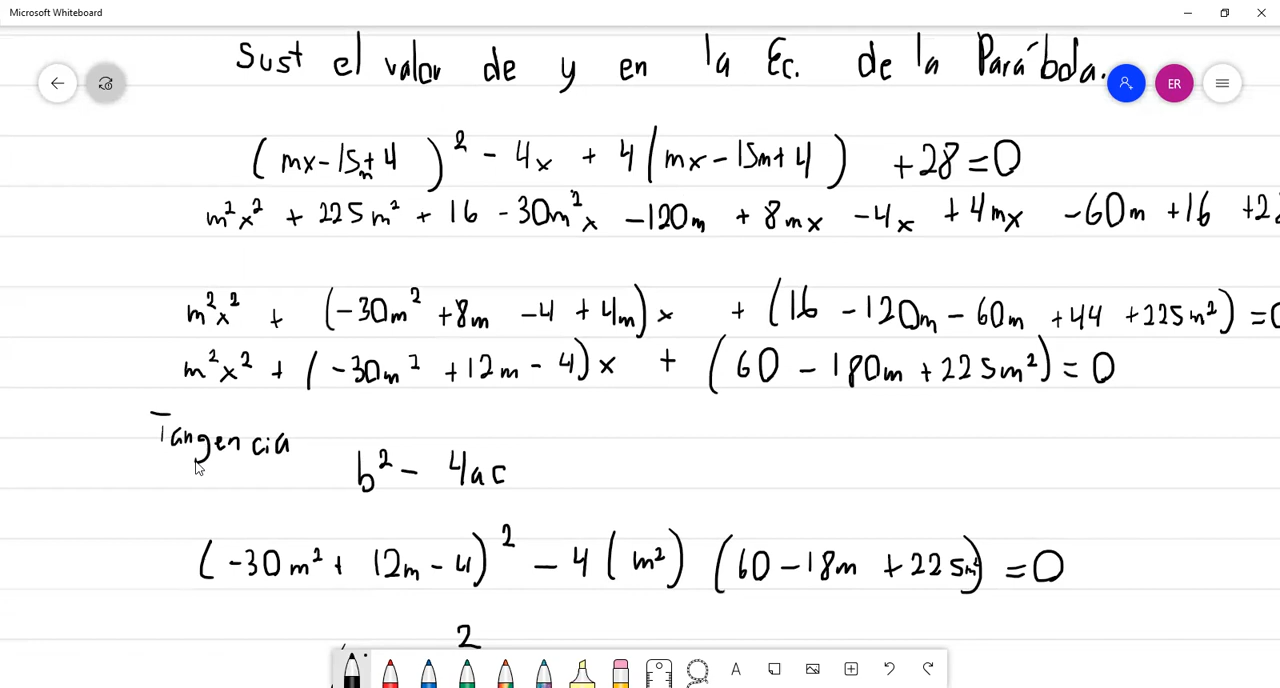 Microsoft Whiteboard
Sust el valor de y en la Ec. de la Parábola.
ER
(mx-15m+4)² - 4x + 4(mx-15m+4) +28=0
m²x² + 225m² + 16 -30m²x -120m + 8mx -4x +4mx -60m +16 +2
m²x² + (-30m² +8m -4 +4m)x + (16 -120m -60m +44 +225m²) =0
m²x² + (-30m² +12m -4)x + (60 -180m +225m²) =0
Tangencia
b² - 4ac
(-30m² + 12m -4)² - 4(m²) (60 -18m +225m²) =0
2
A